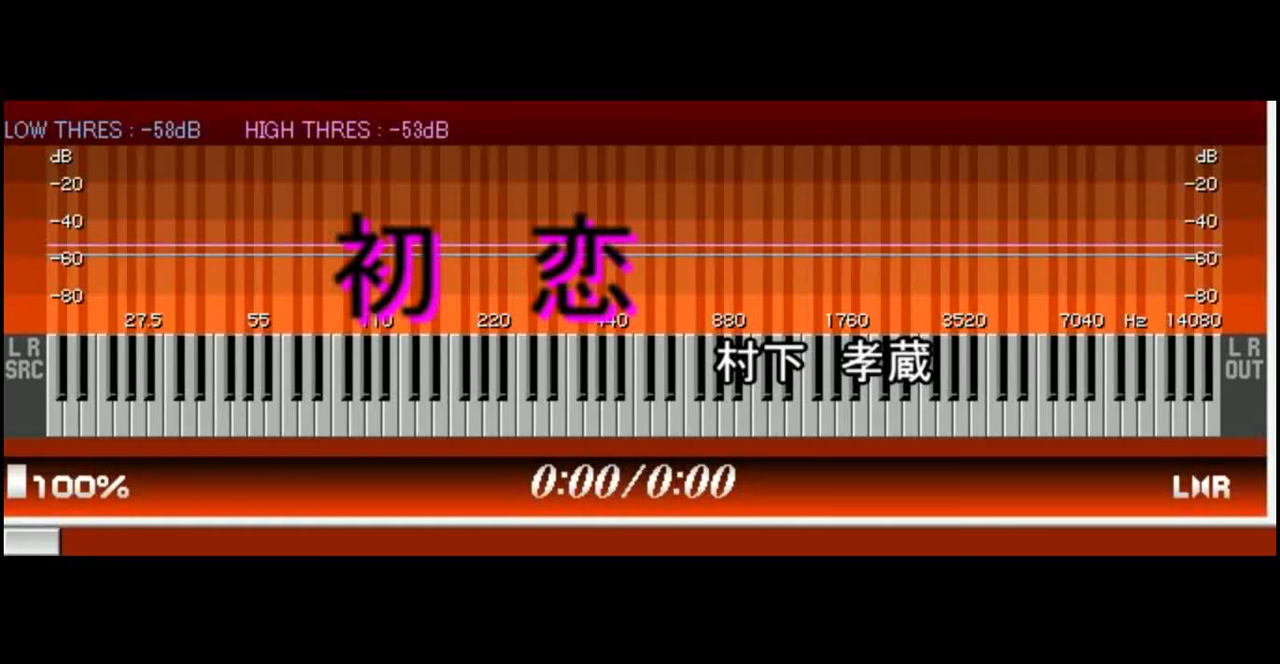 LOW THRES : -58dB HIGH THRES : -53dB
dB dB
-20 -20
-40 -40
初 恋
-60 -60
-80 -80
27.5 55 110 220 440 880 1760 3520 7040 Hz 14080
L R SRC
村下 孝蔵
L R OUT
100% 0:00/0:00 LR